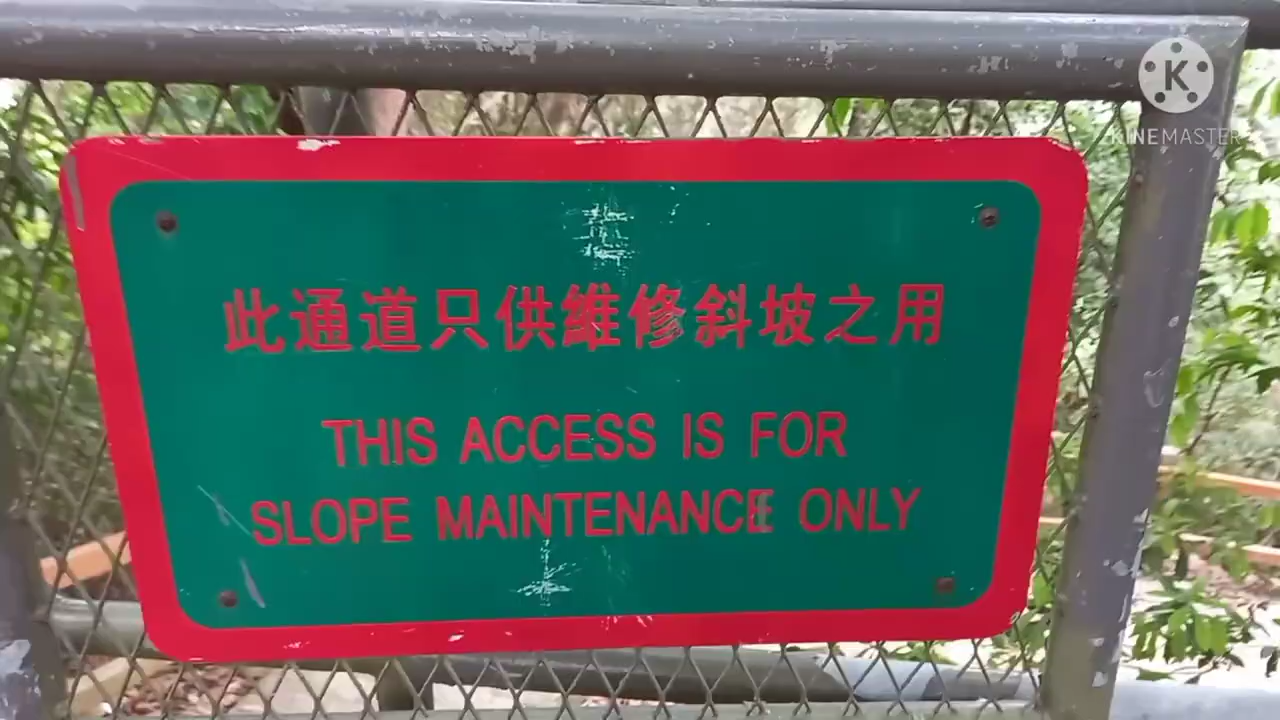 KINEMASTER
此通道只供維修斜坡之用
THIS ACCESS IS FOR
SLOPE MAINTENANCE ONLY